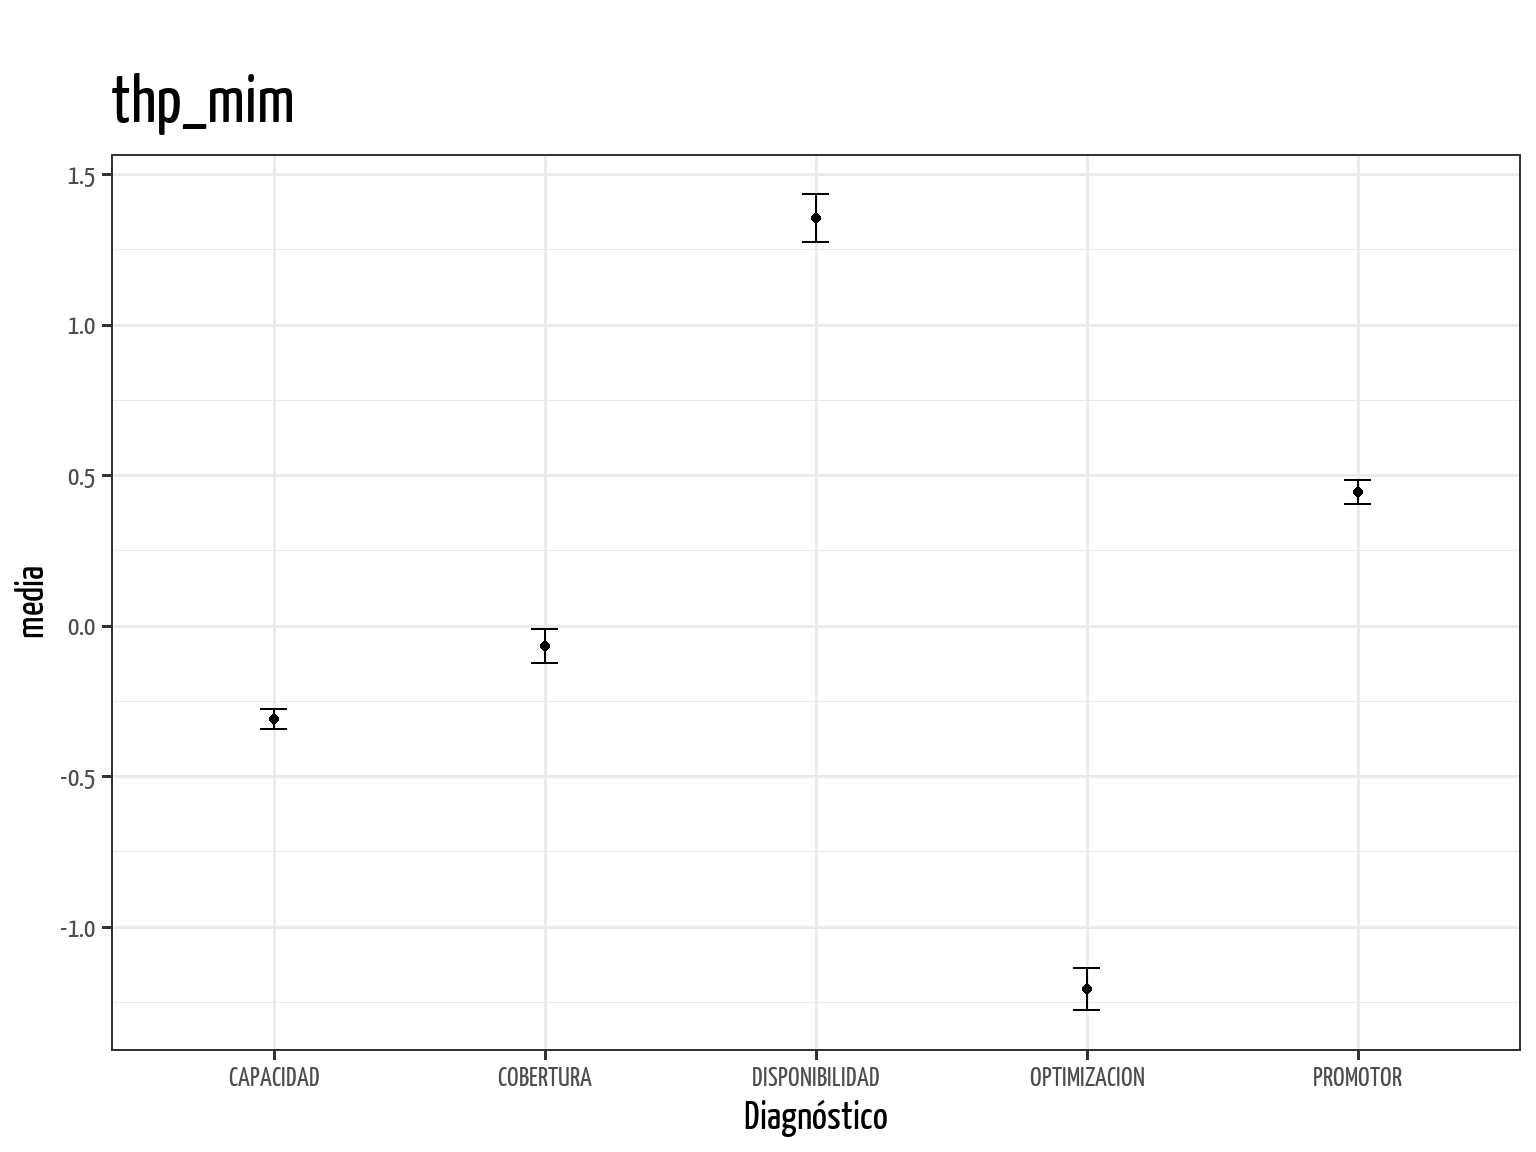 thp_mim
1.5
1.0
0.5
0.0
-0.5
-1.0
media
CAPACIDAD COBERTURA DISPONIBILIDAD OPTIMIZACION PROMOTOR
Diagnóstico